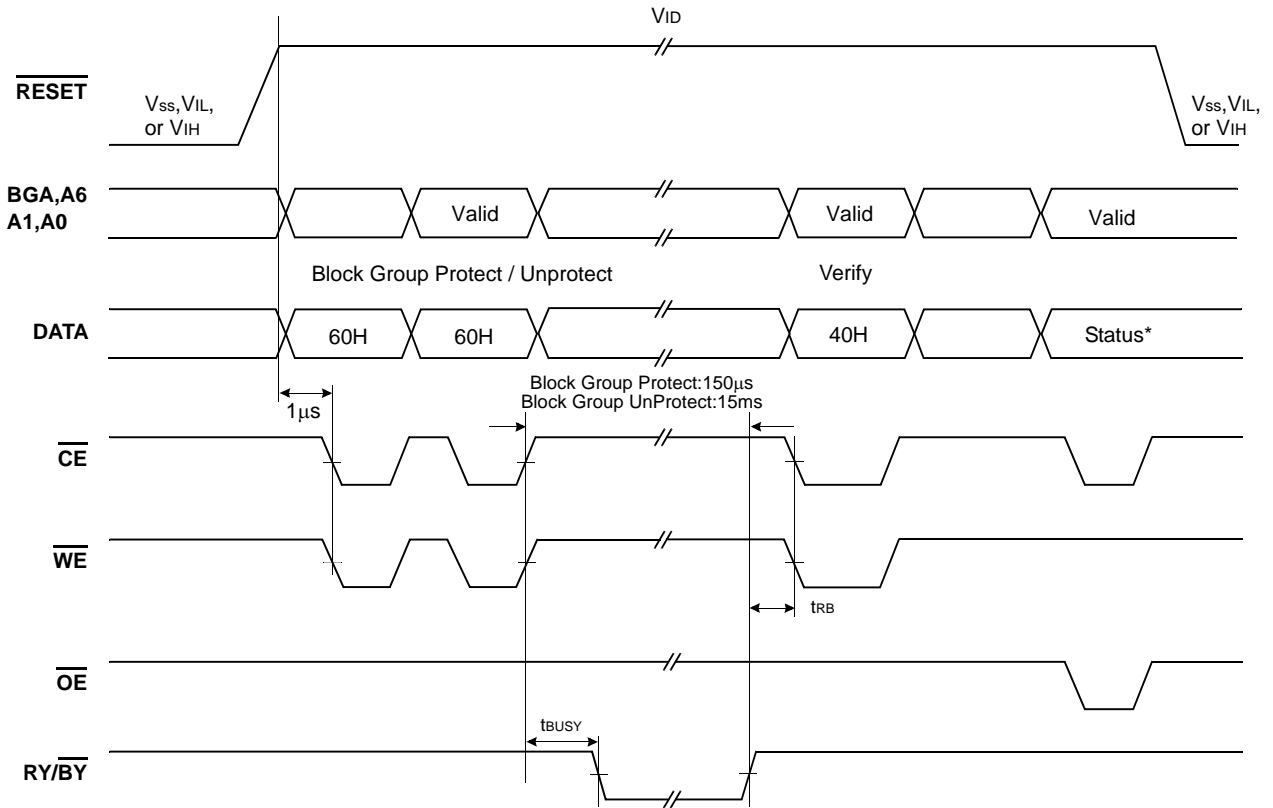 VID
RESET
Vss,VIL,
or VIH
Vss,VIL,
or VIH
BGA,A6
A1,A0
Valid
Valid
Valid
Block Group Protect / Unprotect
Verify
DATA
60H
60H
40H
Status*
1μs
Block Group Protect:150μs
Block Group UnProtect:15ms
CE
WE
tRB
OE
tBUSY
RY/BY